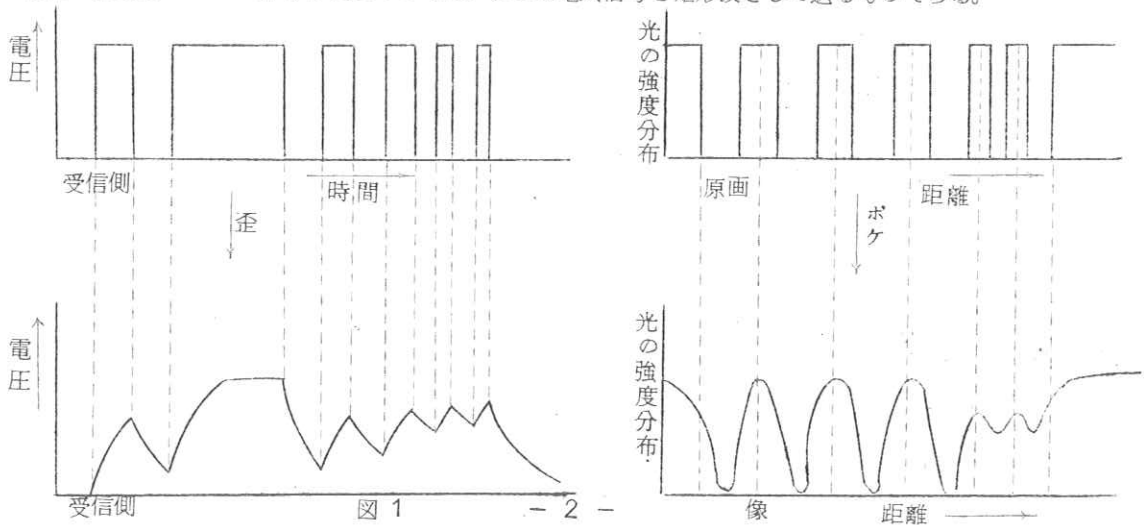 電圧
受信側
時間
歪
電圧
受信側
図1
光の強度分布
原画
距離
ボケ
光の強度分布
像
距離
- 2 -